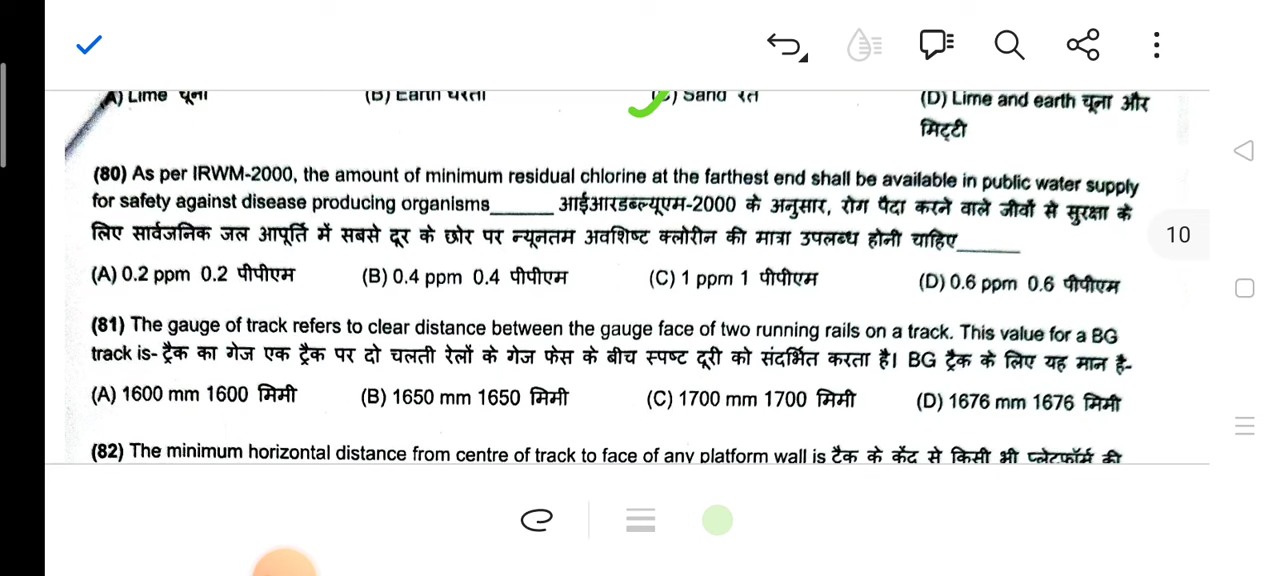 (A) Lime चूना (B) Earth धरती (C) Sand रेत (D) Lime and earth चूना और
मिट्टी
(80) As per IRWM-2000, the amount of minimum residual chlorine at the farthest end shall be available in public water supply
for safety against disease producing organisms______ आईआरडब्ल्यूएम-2000 के अनुसार, रोग पैदा करने वाले जीवों से सुरक्षा के
लिए सार्वजनिक जल आपूर्ति में सबसे दूर के छोर पर न्यूनतम अवशिष्ट क्लोरीन की मात्रा उपलब्ध होनी चाहिए______
10
(A) 0.2 ppm 0.2 पीपीएम (B) 0.4 ppm 0.4 पीपीएम (C) 1 ppm 1 पीपीएम (D) 0.6 ppm 0.6 पीपीएम
(81) The gauge of track refers to clear distance between the gauge face of two running rails on a track. This value for a BG
track is- ट्रैक का गेज एक ट्रैक पर दो चलती रेलों के गेज फेस के बीच स्पष्ट दूरी को संदर्भित करता है। BG ट्रैक के लिए यह मान है-
(A) 1600 mm 1600 मिमी (B) 1650 mm 1650 मिमी (C) 1700 mm 1700 मिमी (D) 1676 mm 1676 मिमी
(82) The minimum horizontal distance from centre of track to face of any platform wall is ट्रैक के केंद्र से किसी भी प्लेटफॉर्म की